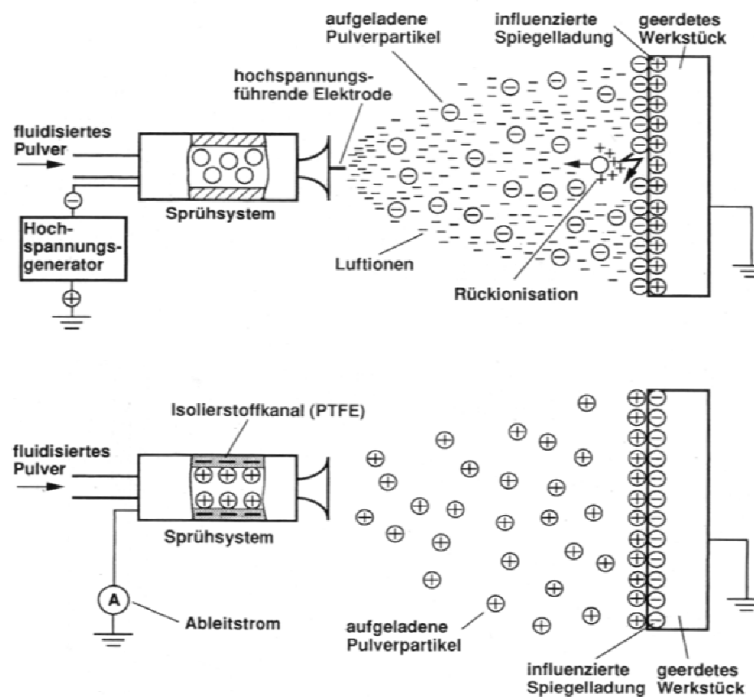 aufgeladene
Pulverpartikel
influenzierte
Spiegelladung
geerdetes
Werkstück
hochspannungs-
führende Elektrode
fluidisiertes
Pulver
Sprühsystem
Hoch-
spannungs-
generator
Luftionen
Rückionisation
Isolierstoffkanal (PTFE)
fluidisiertes
Pulver
Sprühsystem
A
Ableitstrom
aufgeladene
Pulverpartikel
influenzierte
Spiegelladung
geerdetes
Werkstück